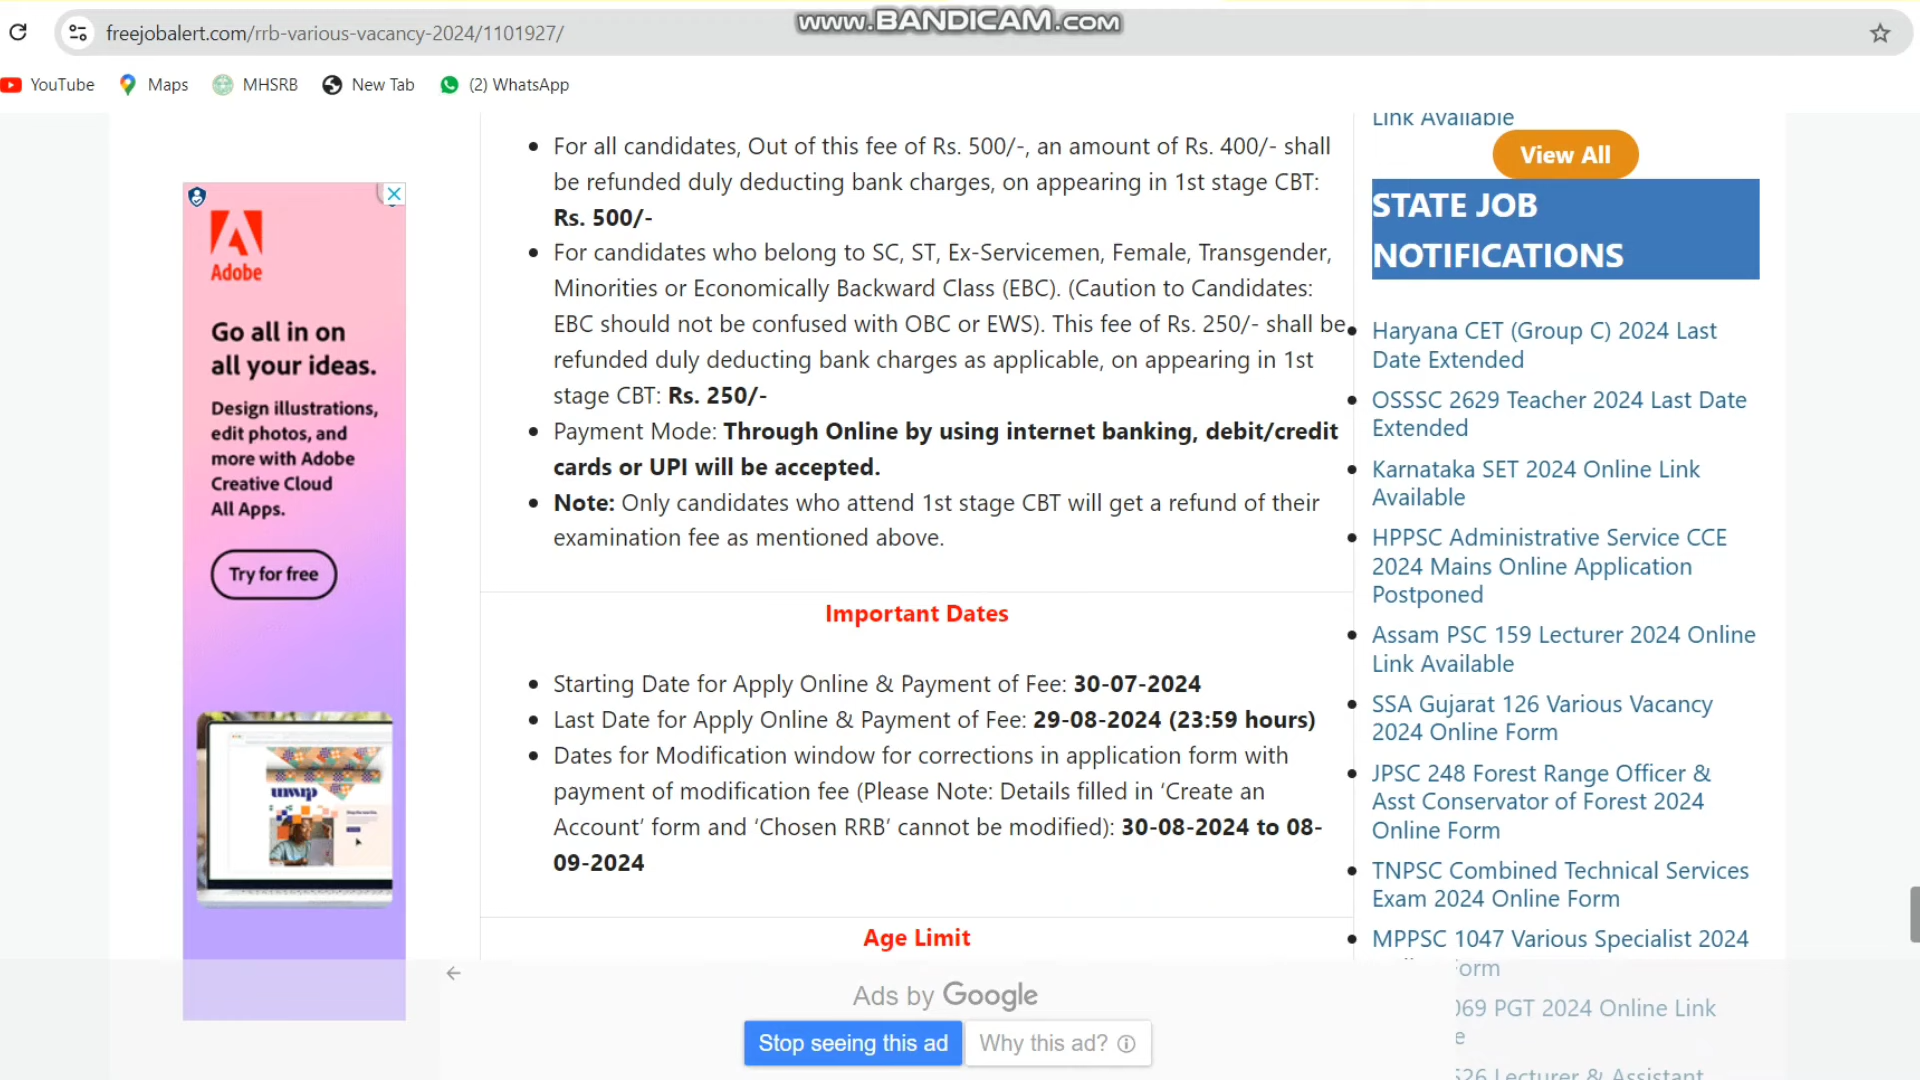 www.BANDICAM.com
freejobalert.com/rrb-various-vacancy-2024/1101927/
YouTube
Maps
MHSRB
New Tab
(2) WhatsApp
For all candidates, Out of this fee of Rs. 500/-, an amount of Rs. 400/- shall
be refunded duly deducting bank charges, on appearing in 1st stage CBT:
Rs. 500/-
For candidates who belong to SC, ST, Ex-Servicemen, Female, Transgender,
Minorities or Economically Backward Class (EBC). (Caution to Candidates:
EBC should not be confused with OBC or EWS). This fee of Rs. 250/- shall be
refunded duly deducting bank charges as applicable, on appearing in 1st
stage CBT: Rs. 250/-
Payment Mode: Through Online by using internet banking, debit/credit
cards or UPI will be accepted.
Note: Only candidates who attend 1st stage CBT will get a refund of their
examination fee as mentioned above.
Important Dates
Starting Date for Apply Online & Payment of Fee: 30-07-2024
Last Date for Apply Online & Payment of Fee: 29-08-2024 (23:59 hours)
Dates for Modification window for corrections in application form with
payment of modification fee (Please Note: Details filled in ‘Create an
Account’ form and ‘Chosen RRB’ cannot be modified): 30-08-2024 to 08-
09-2024
Age Limit
Adobe
Go all in on
all your ideas.
Design illustrations,
edit photos, and
more with Adobe
Creative Cloud
All Apps.
Try for free
Link Available
View All
STATE JOB
NOTIFICATIONS
Haryana CET (Group C) 2024 Last
Date Extended
OSSSC 2629 Teacher 2024 Last Date
Extended
Karnataka SET 2024 Online Link
Available
HPPSC Administrative Service CCE
2024 Mains Online Application
Postponed
Assam PSC 159 Lecturer 2024 Online
Link Available
SSA Gujarat 126 Various Vacancy
2024 Online Form
JPSC 248 Forest Range Officer &
Asst Conservator of Forest 2024
Online Form
TNPSC Combined Technical Services
Exam 2024 Online Form
MPPSC 1047 Various Specialist 2024
PGT 2024 Online Link
Lecturer & Assistant
Ads by Google
Stop seeing this ad
Why this ad?